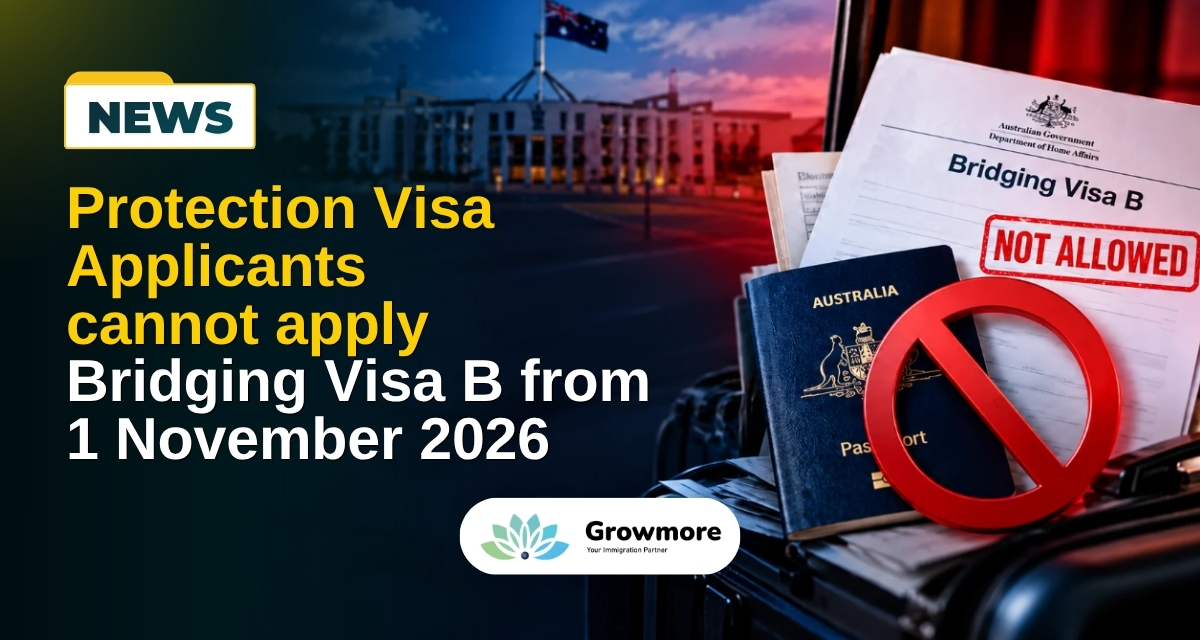 NEWS
Protection Visa
Applicants
cannot apply
Bridging Visa B from
1 November 2026
Growmore
Your Immigration Partner
Australian Government
Department of Home Affairs
Bridging Visa B
NOT ALLOWED
AUSTRALIA